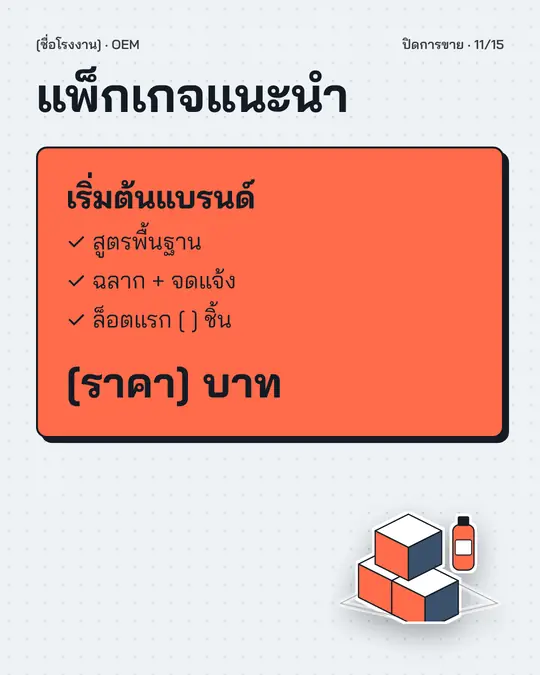 (ชื่อโรงงาน) · OEM
ปิดการขาย · 11/15
แพ็กเกจแนะนำ
เริ่มต้นแบรนด์
✓ สูตรพื้นฐาน
✓ ฉลาก + จดแจ้ง
✓ ล็อตแรก ( ) ชิ้น
(ราคา) บาท